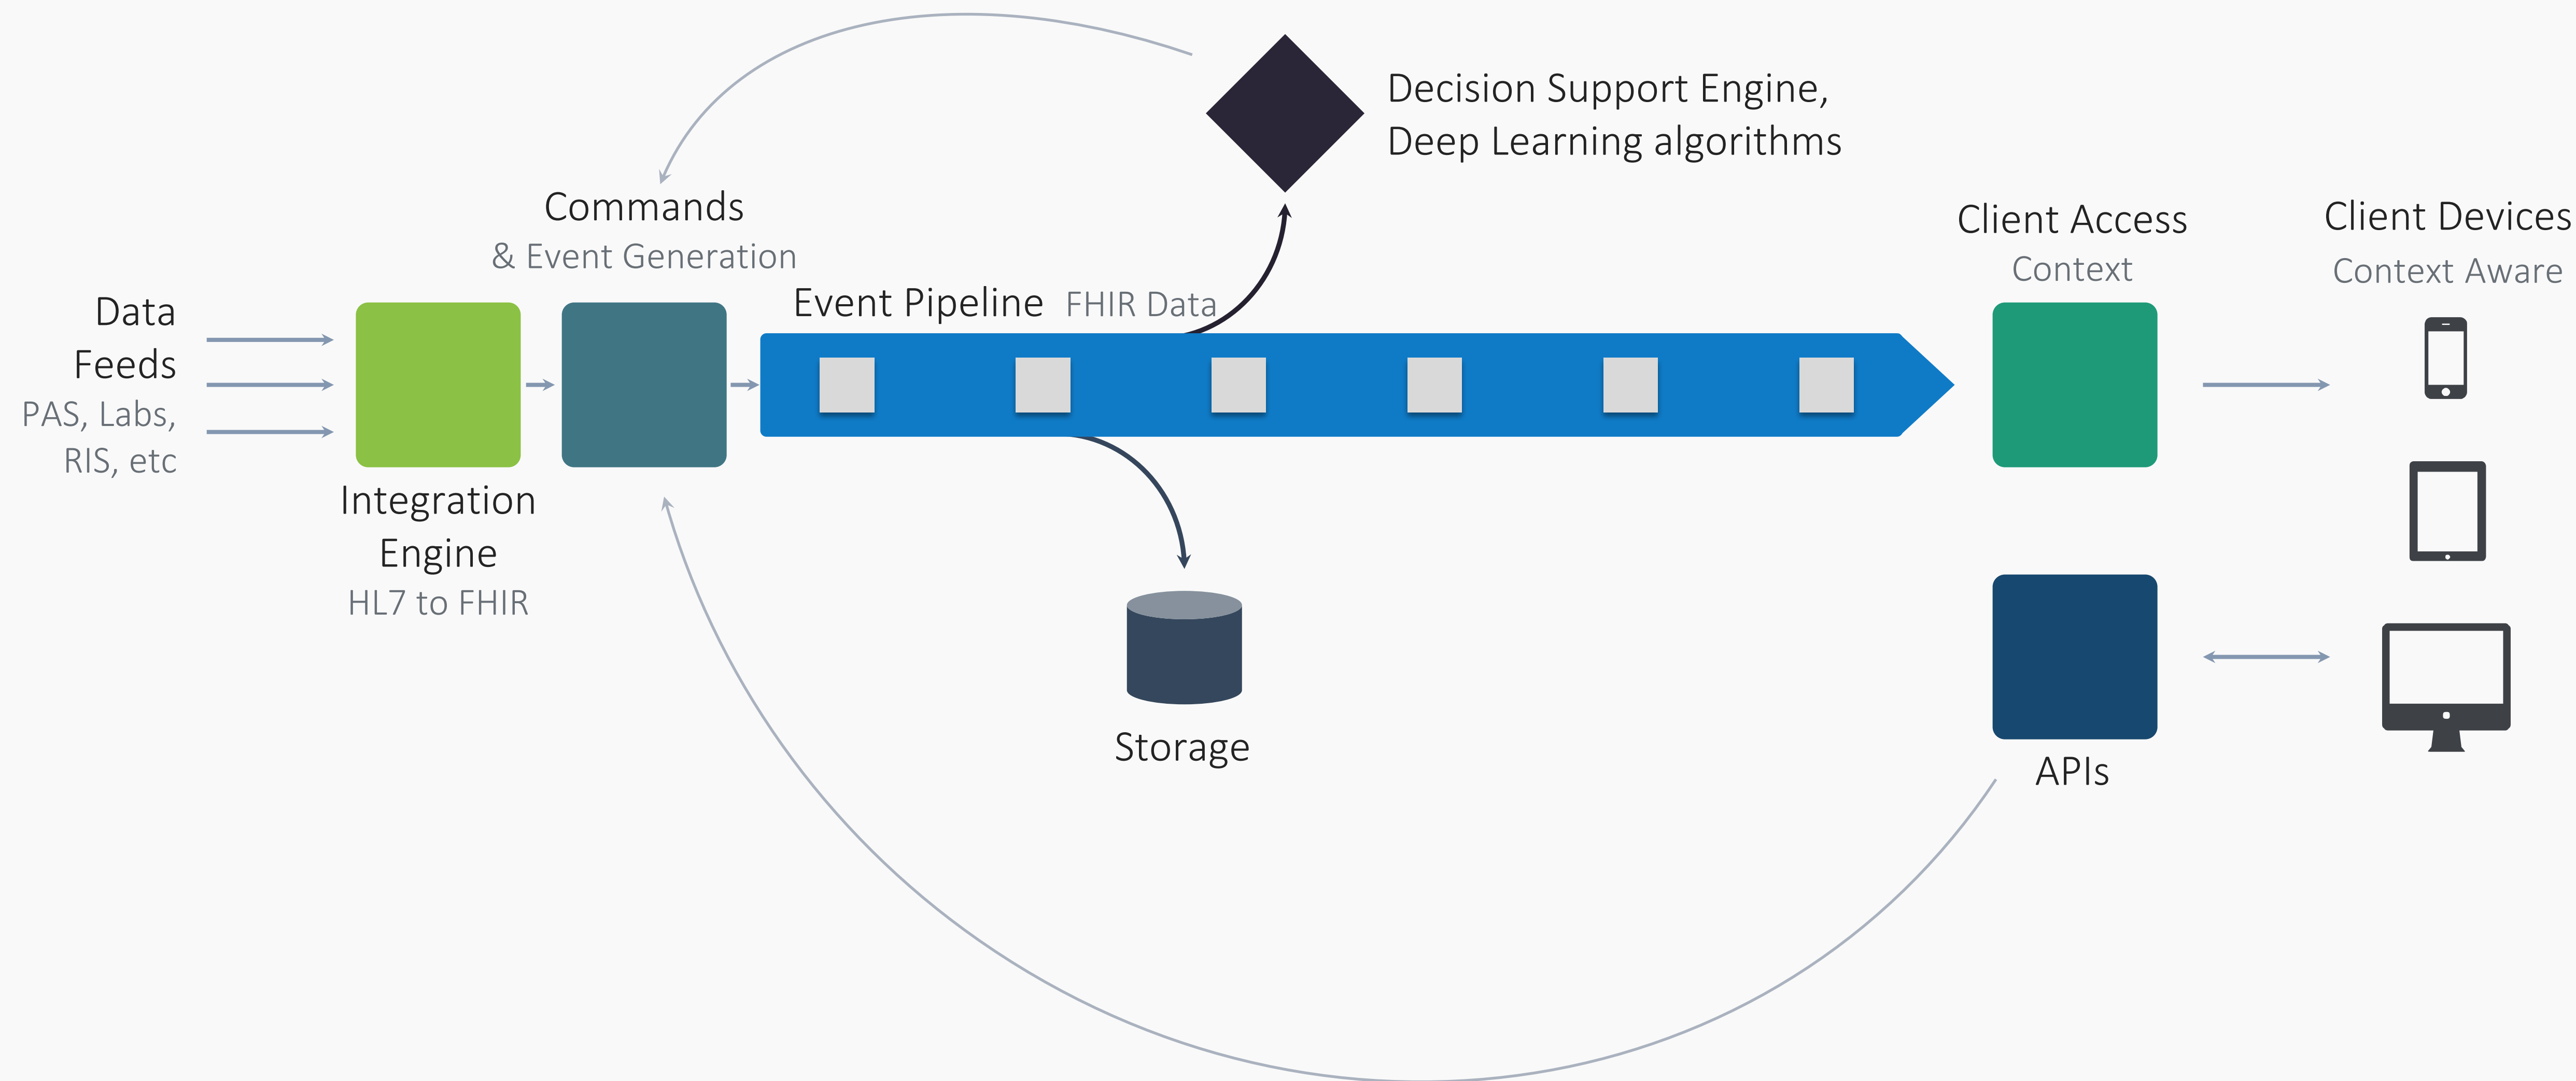 Decision Support Engine,
Deep Learning algorithms
Commands
& Event Generation
Client Access
Context
Client Devices
Context Aware
Event Pipeline FHIR Data
Data
Feeds
PAS, Labs,
RIS, etc
Integration
Engine
HL7 to FHIR
Storage
APIs